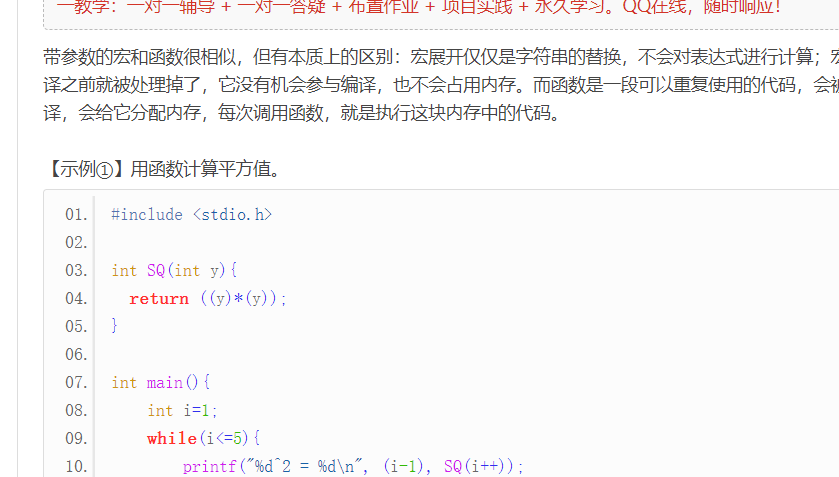 一教学：一对一辅导 + 一对一答疑 + 布置作业 + 项目实践 + 永久学习。QQ在线，随时响应！
带参数的宏和函数很相似，但有本质上的区别：宏展开仅仅是字符串的替换，不会对表达式进行计算；宏
译之前就被处理掉了，它没有机会参与编译，也不会占用内存。而函数是一段可以重复使用的代码，会被
译，会给它分配内存，每次调用函数，就是执行这块内存中的代码。
【示例①】用函数计算平方值。
01. #include <stdio.h>
02.
03. int SQ(int y){
04. return ((y)*(y));
05. }
06.
07. int main(){
08. int i=1;
09. while(i<=5){
10. printf("%d^2 = %d\n", (i-1), SQ(i++));